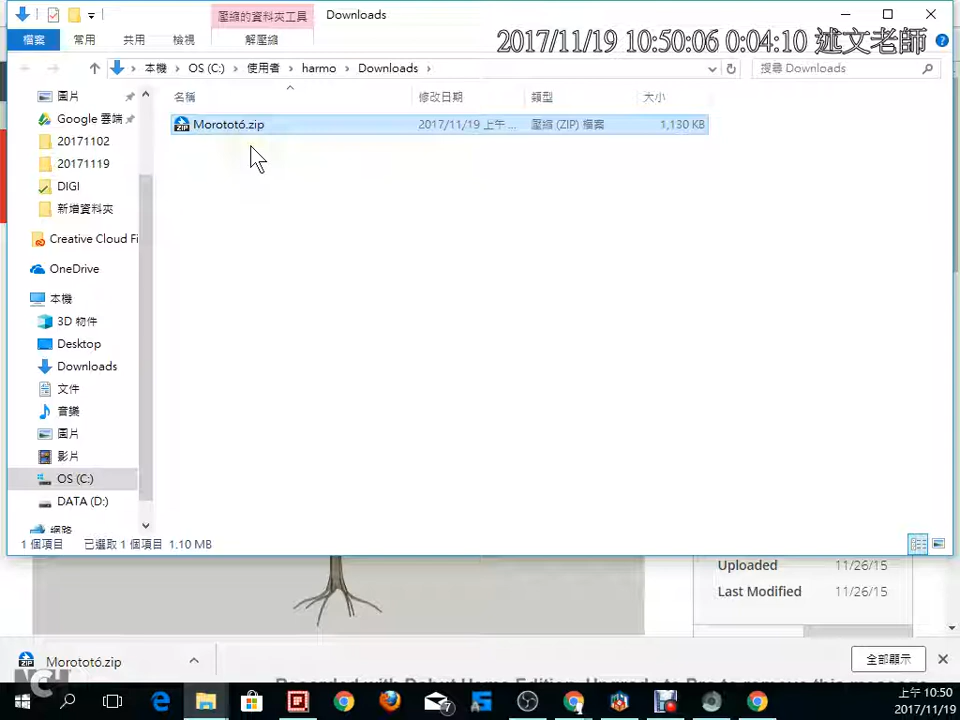 壓縮的資料夾工具 Downloads
檔案 常用 共用 檢視 解壓縮
2017/11/19 10:50:06 0:04:10 述文老師
本機 OS (C:) 使用者 harmo Downloads 搜尋 Downloads
名稱 修改日期 類型 大小
Morototó.zip 2017/11/19 上午 ... 壓縮 (ZIP) 檔案 1,130 KB
圖片
Google 雲端
20171102
20171119
DIGI
新增資料夾
Creative Cloud Fi
OneDrive
本機
3D 物件
Desktop
Downloads
文件
音樂
圖片
影片
OS (C:)
DATA (D:)
網路
1 個項目 已選取 1 個項目 1.10 MB
Uploaded 11/26/15
Last Modified 11/26/15
ZIP Morototó.zip 全部顯示
NCH
7
上午 10:50
2017/11/19